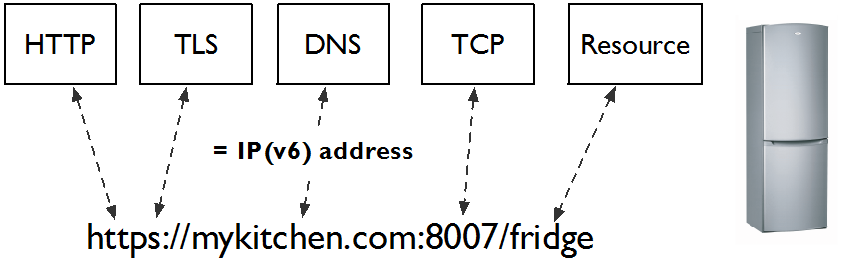 HTTP TLS DNS TCP Resource
= IP(v6) address
https://mykitchen.com:8007/fridge